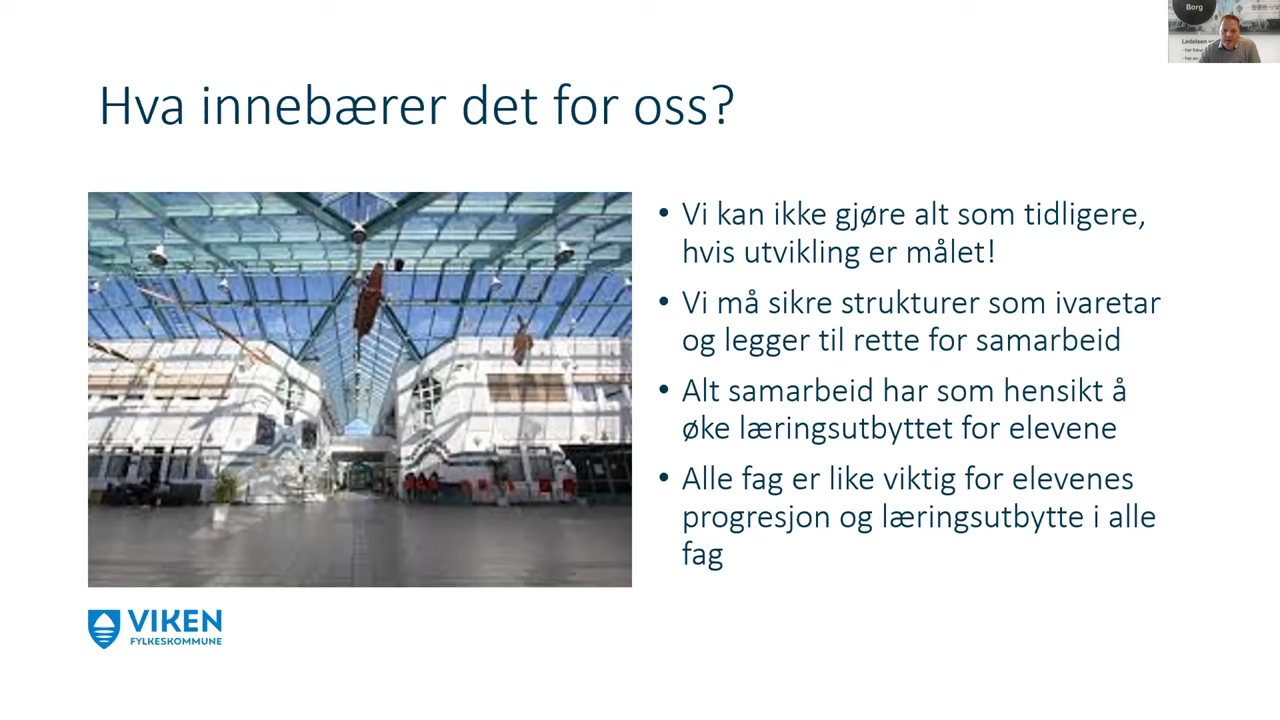 Borg
Ledelsen
Hva innebærer det for oss?
• Vi kan ikke gjøre alt som tidligere,
hvis utvikling er målet!
• Vi må sikre strukturer som ivaretar
og legger til rette for samarbeid
• Alt samarbeid har som hensikt å
øke læringsutbyttet for elevene
• Alle fag er like viktig for elevenes
progresjon og læringsutbytte i alle
fag
VIKEN
FYLKESKOMMUNE